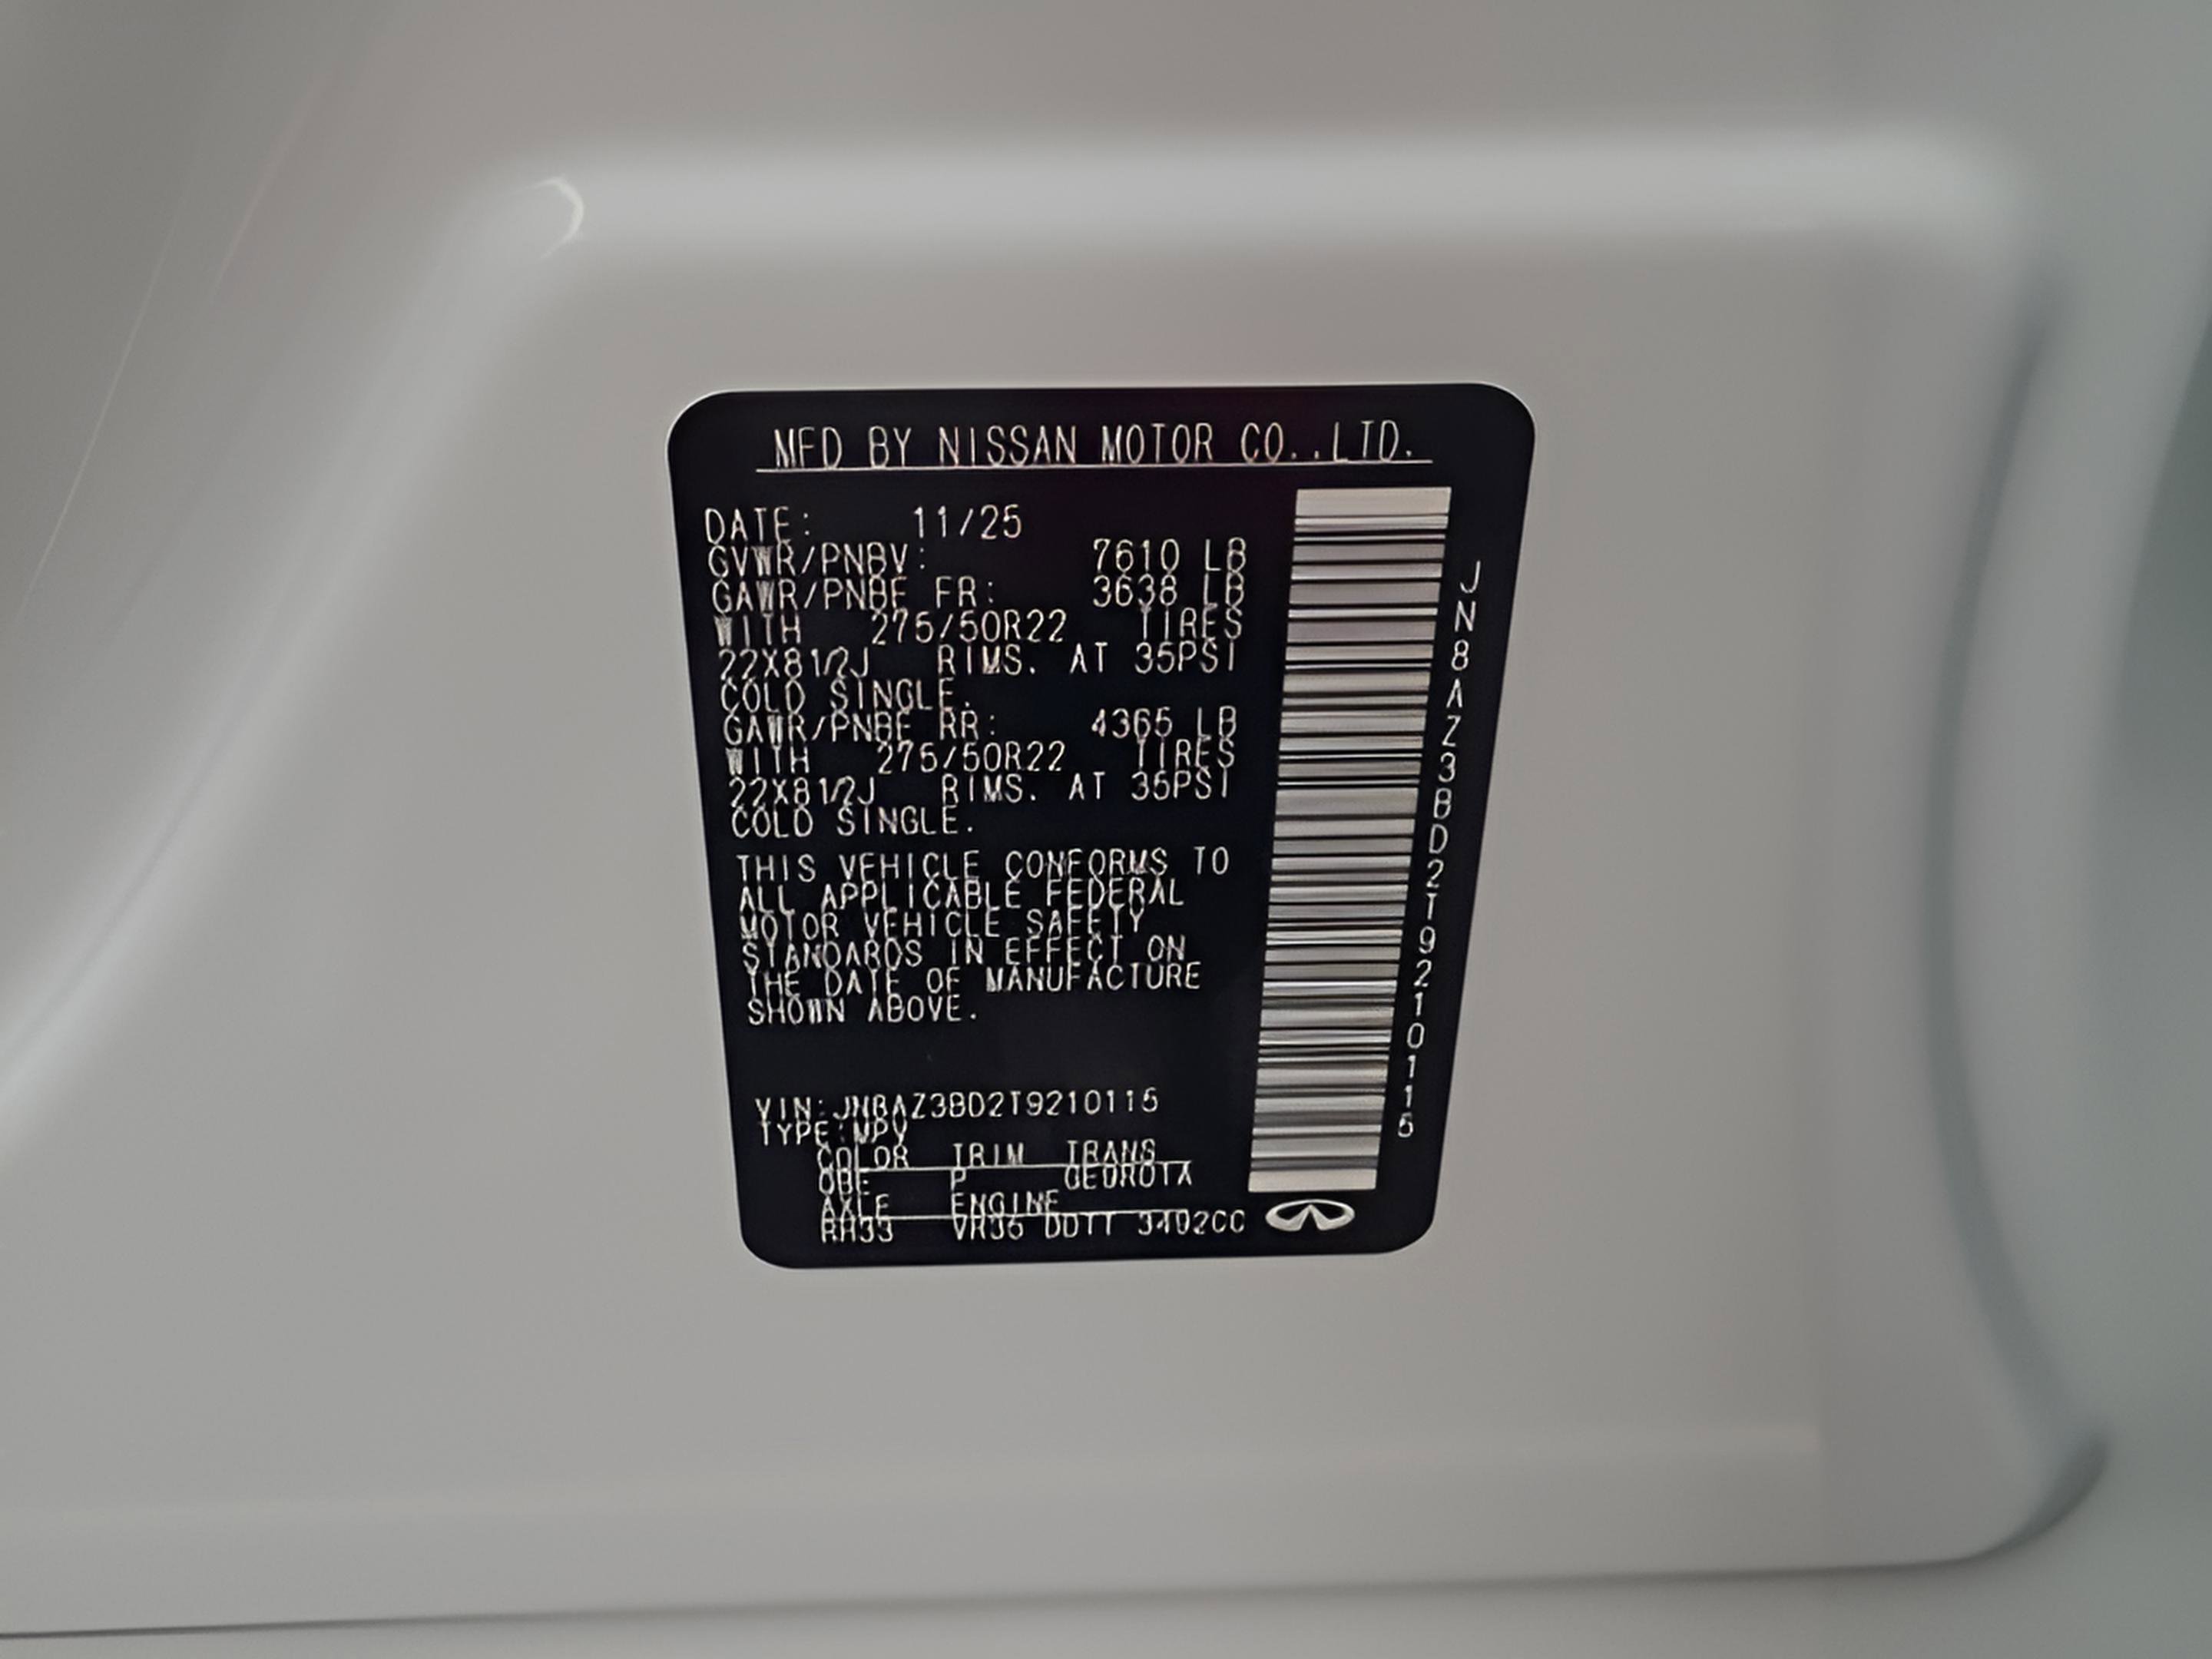 MFD BY NISSAN MOTOR CO.,LTD.
DATE: 11/25
GVWR/PNBV: 7610 LB
GAWR/PNBE FR: 3638 LB
WITH 275/50R22 TIRES
22X81/2J RIMS. AT 35PSI
COLD SINGLE.
GAWR/PNBE RR: 4365 LB
WITH 275/50R22 TIRES
22X81/2J RIMS. AT 35PSI
COLD SINGLE.
THIS VEHICLE CONFORMS TO
ALL APPLICABLE FEDERAL
MOTOR VEHICLE SAFETY
STANDARDS IN EFFECT ON
THE DATE OF MANUFACTURE
SHOWN ABOVE.
VIN:JN8AZ3BD2T9210115
TYPE:MPV
COLOR TRIM TRANS
P
AXLE ENGINE
RH33 VR35 DDTT 3492CC
JN8AZ3BD2T9210115